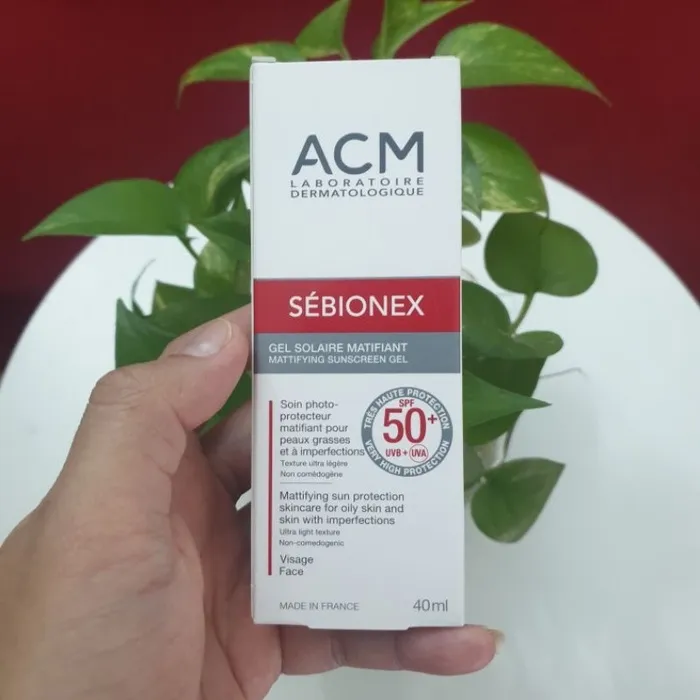 ACM
LABORATOIRE
DERMATOLOGIQUE
SÉBIONEX
GEL SOLAIRE MATIFIANT
MATTIFYING SUNSCREEN GEL
Soin photo-
protecteur
matifiant pour
peaux grasses
et à imperfections
Texture ultra légère
Non comédogène
TRÈS HAUTE PROTECTION
SPF
50+
UVB + UVA
VERY HIGH PROTECTION
Mattifying sun protection
skincare for oily skin and
skin with imperfections
Ultra light texture
Non-comedogenic
Visage
Face
MADE IN FRANCE 40ml